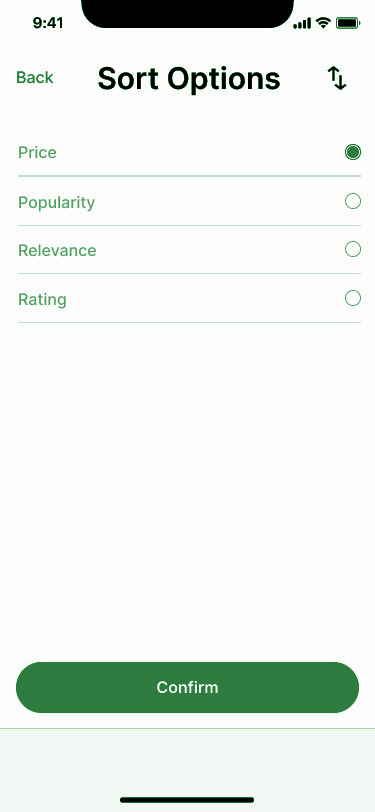 9:41
Back
Sort Options
Price
Popularity
Relevance
Rating
Confirm